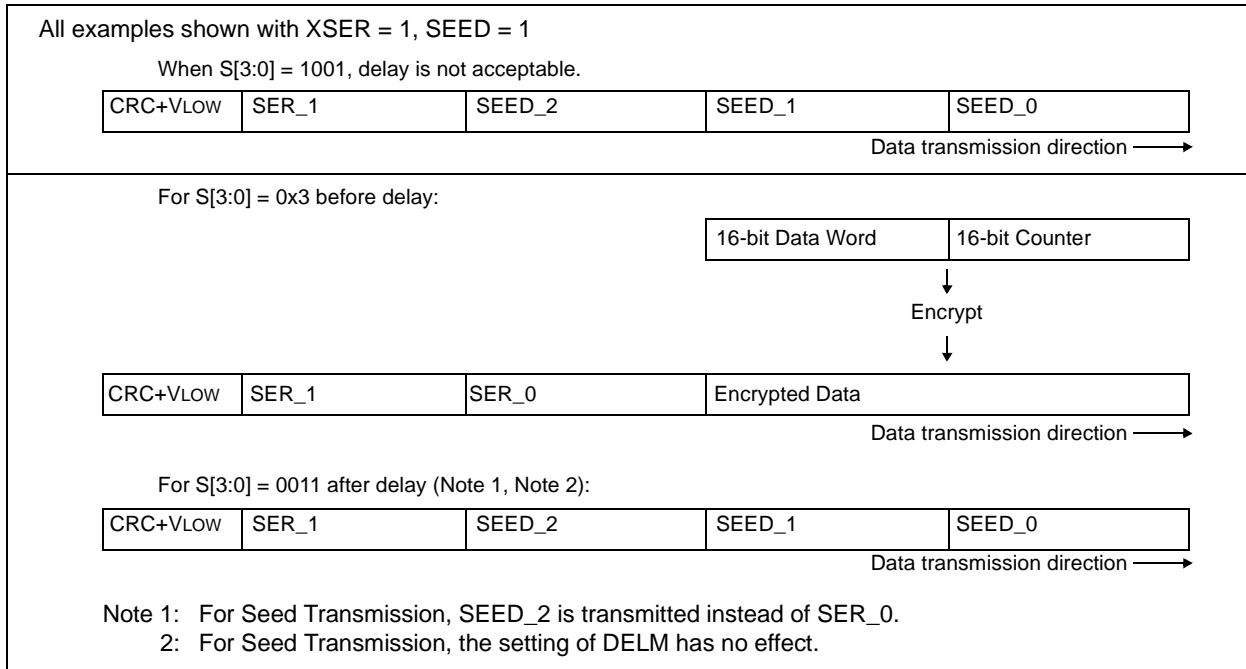 All examples shown with XSER = 1, SEED = 1
When S[3:0] = 1001, delay is not acceptable.
CRC+VLOW SER_1 SEED_2 SEED_1 SEED_0
Data transmission direction
For S[3:0] = 0x3 before delay:
16-bit Data Word 16-bit Counter
Encrypt
CRC+VLOW SER_1 SER_0 Encrypted Data
Data transmission direction
For S[3:0] = 0011 after delay (Note 1, Note 2):
CRC+VLOW SER_1 SEED_2 SEED_1 SEED_0
Data transmission direction
Note 1: For Seed Transmission, SEED_2 is transmitted instead of SER_0.
2: For Seed Transmission, the setting of DELM has no effect.